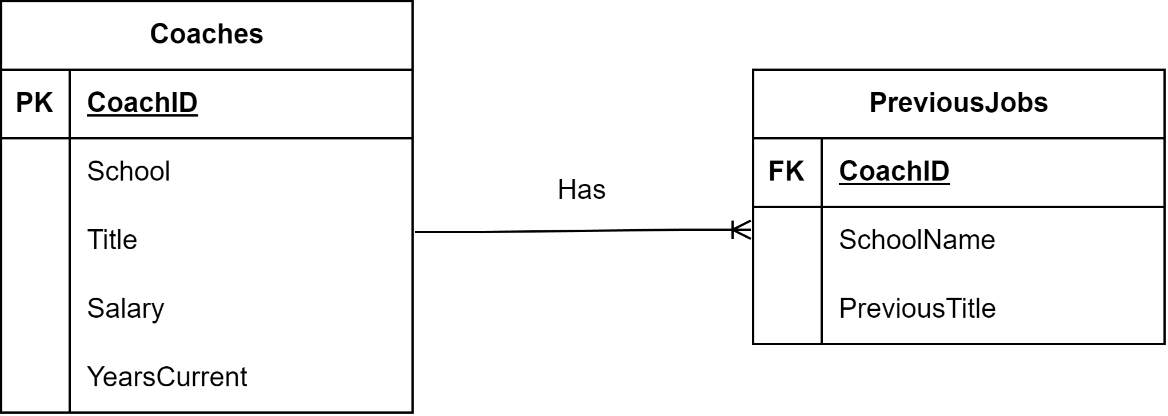 Coaches
PK CoachID
School
Title
Salary
YearsCurrent
Has
PreviousJobs
FK CoachID
SchoolName
PreviousTitle